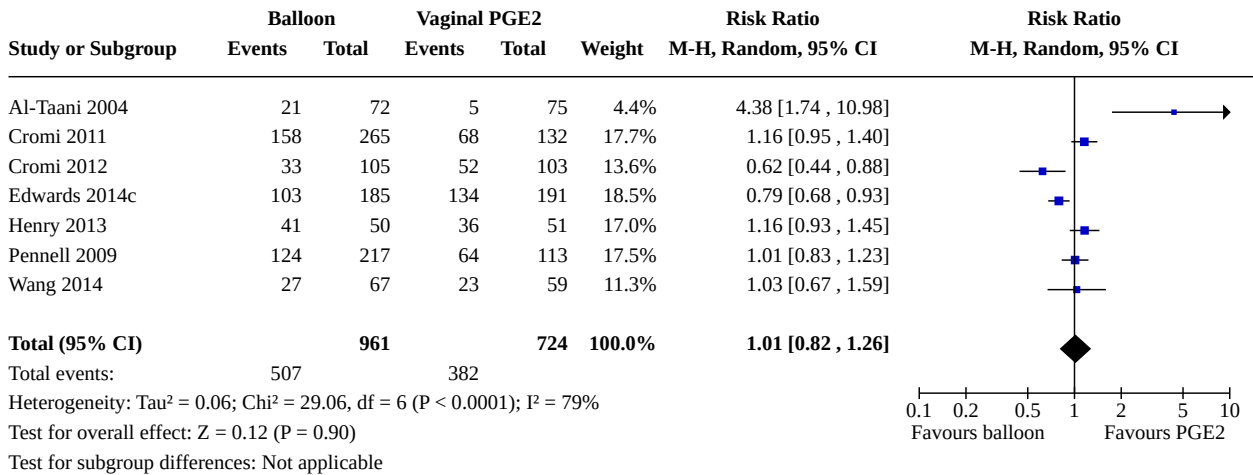 Balloon Vaginal PGE2 Risk Ratio Risk Ratio
Study or Subgroup Events Total Events Total Weight M-H, Random, 95% CI M-H, Random, 95% CI
Al-Taani 2004 21 72 5 75 4.4% 4.38 [1.74 , 10.98]
Cromi 2011 158 265 68 132 17.7% 1.16 [0.95 , 1.40]
Cromi 2012 33 105 52 103 13.6% 0.62 [0.44 , 0.88]
Edwards 2014c 103 185 134 191 18.5% 0.79 [0.68 , 0.93]
Henry 2013 41 50 36 51 17.0% 1.16 [0.93 , 1.45]
Pennell 2009 124 217 64 113 17.5% 1.01 [0.83 , 1.23]
Wang 2014 27 67 23 59 11.3% 1.03 [0.67 , 1.59]
Total (95% CI) 961 724 100.0% 1.01 [0.82 , 1.26]
Total events: 507 382
Heterogeneity: Tau² = 0.06; Chi² = 29.06, df = 6 (P < 0.0001); I² = 79%
Test for overall effect: Z = 0.12 (P = 0.90)
Test for subgroup differences: Not applicable
0.1 0.2 0.5 1 2 5 10
Favours balloon Favours PGE2